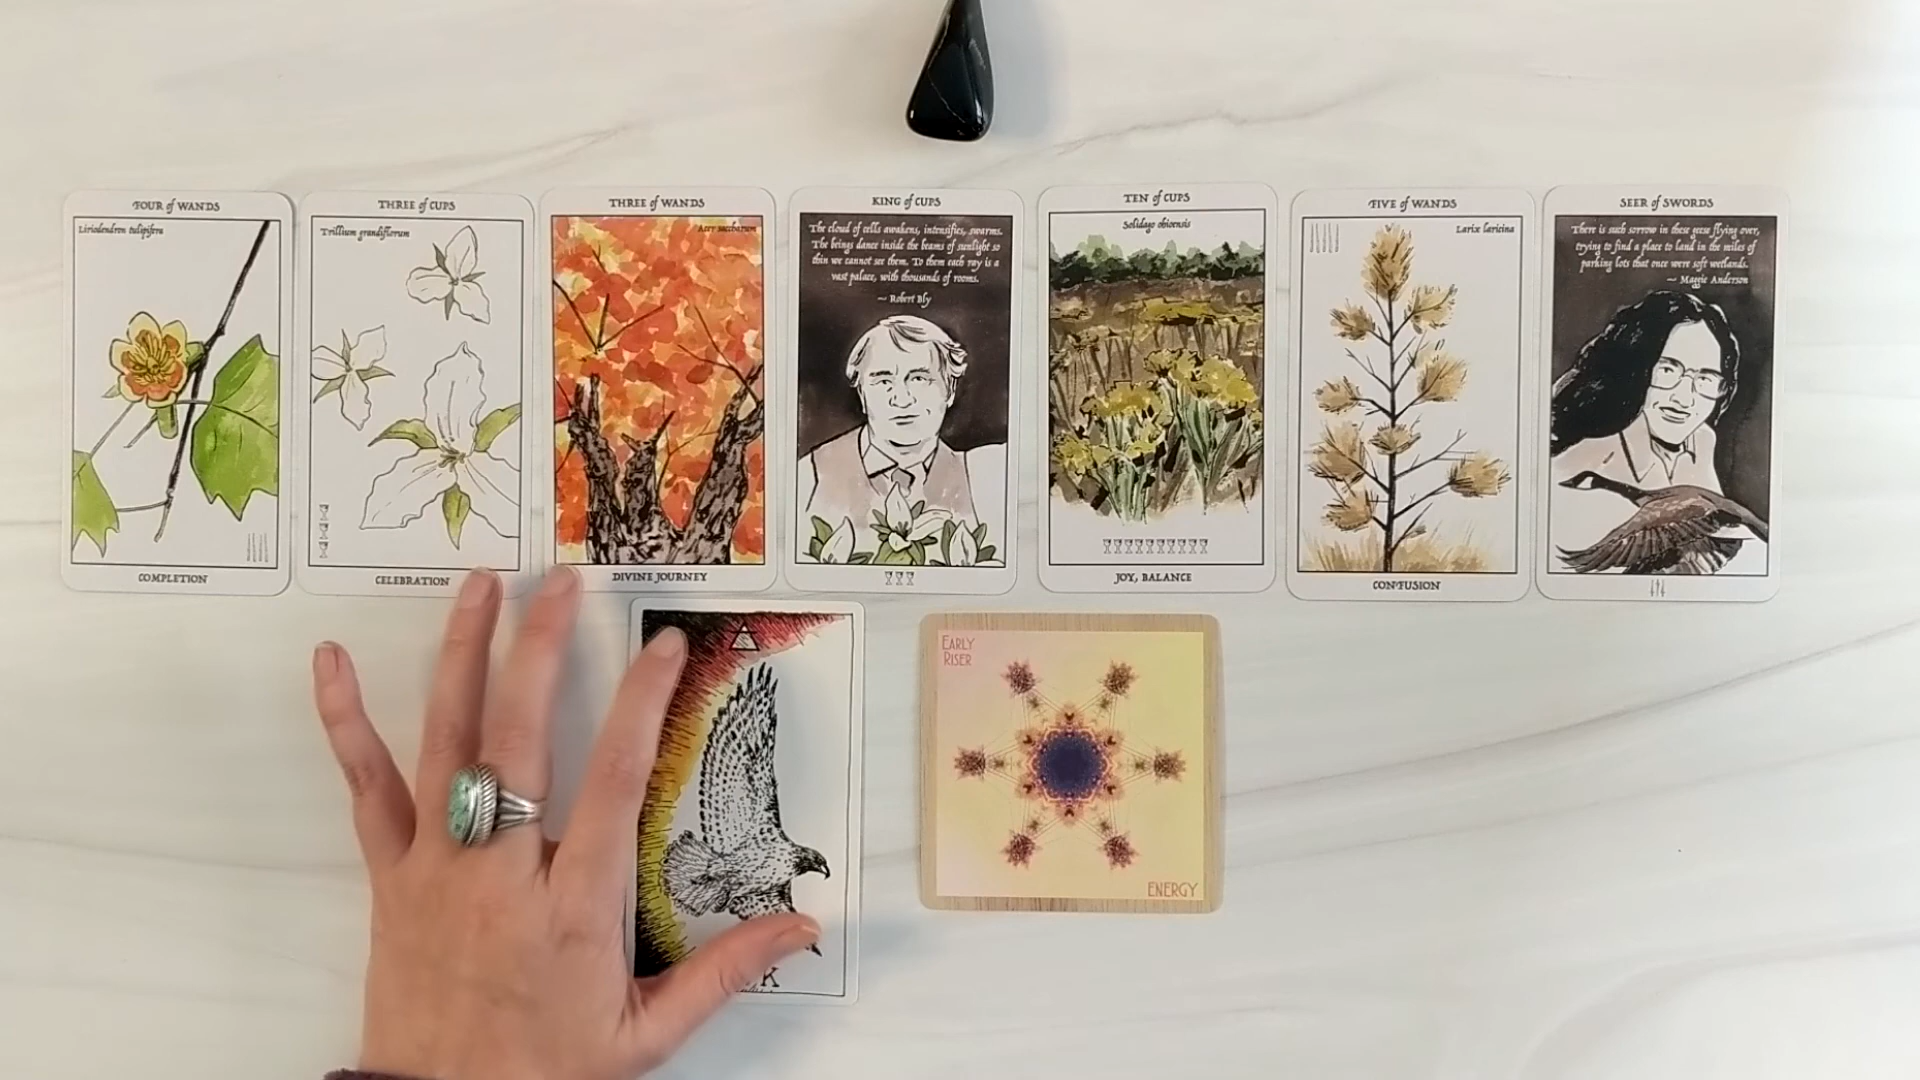 FOUR of WANDS
Liriodendron tulipifera
COMPLETION
THREE of CUPS
Trillium grandiflorum
CELEBRATION
THREE of WANDS
Acer saccharum
DIVINE JOURNEY
KING of CUPS
The cloud of cells awakens, intensifies, swarms.
The beings dance inside the beams of sunlight so
thin we cannot see them. To them each ray is a
vast palace, with thousands of rooms.
~ Robert Bly
TEN of CUPS
Solidago ohioensis
JOY, BALANCE
FIVE of WANDS
Larix laricina
CONFUSION
SEER of SWORDS
There is such sorrow in these geese flying over,
trying to find a place to land in the miles of
parking lots that once were soft wetlands.
~ Maggie Anderson
EARLY
RISER
ENERGY